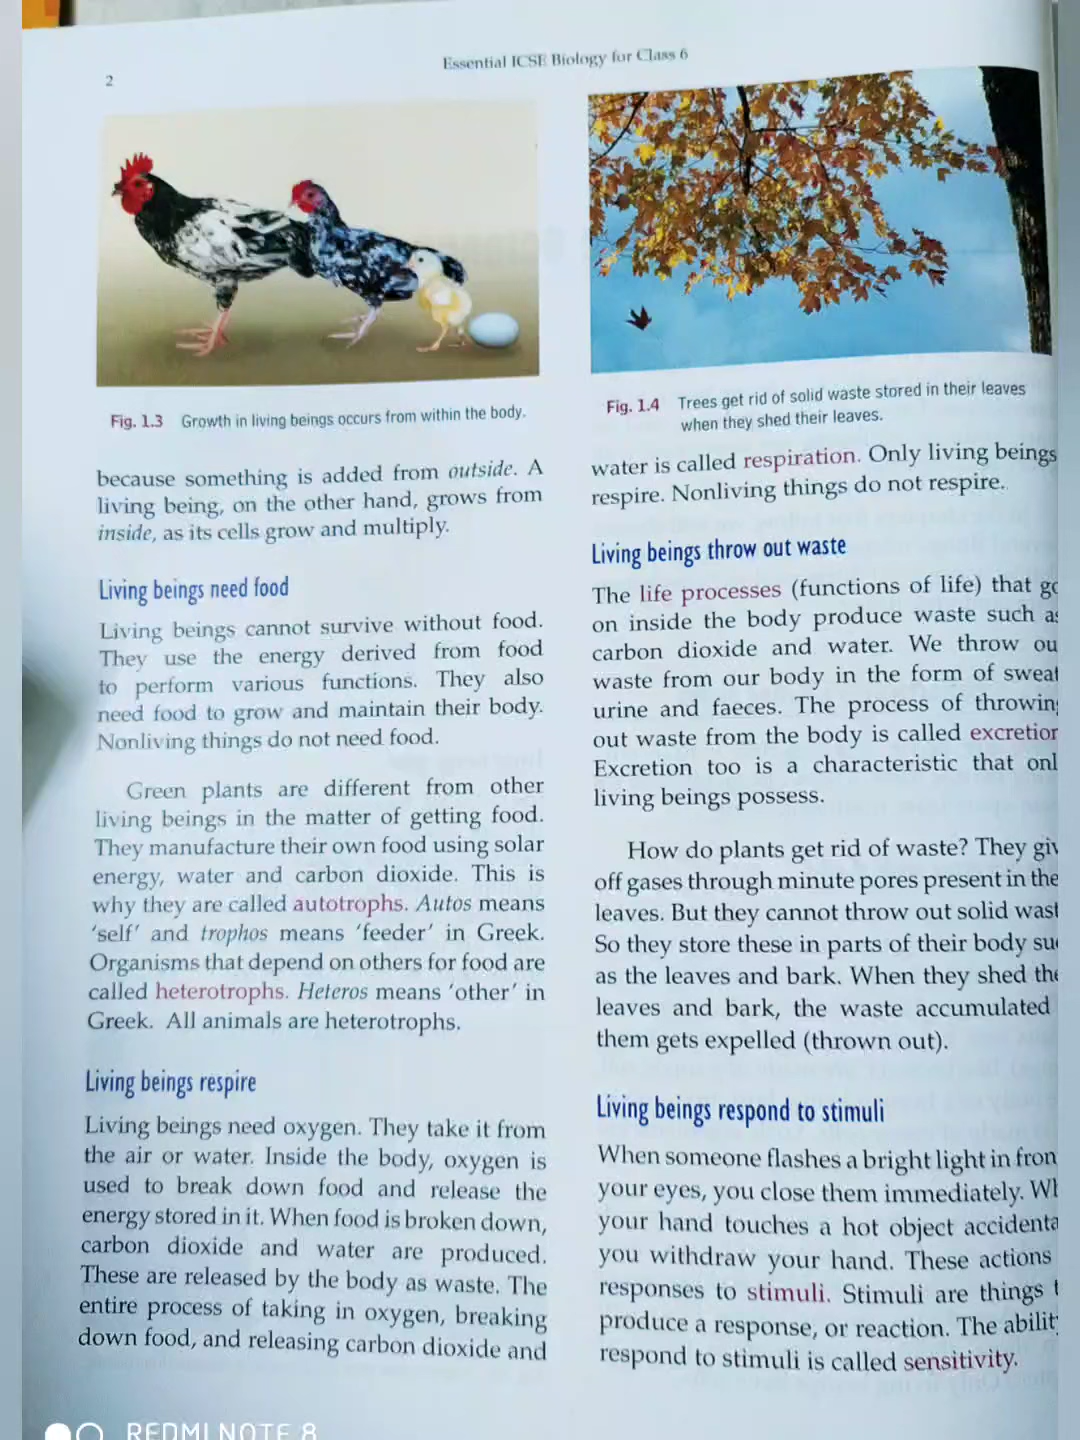 2
Essential ICSE Biology for Class 6
Fig. 1.3 Growth in living beings occurs from within the body.
because something is added from outside. A
living being, on the other hand, grows from
inside, as its cells grow and multiply.
Living beings need food
Living beings cannot survive without food.
They use the energy derived from food
to perform various functions. They also
need food to grow and maintain their body.
Nonliving things do not need food.
Green plants are different from other
living beings in the matter of getting food.
They manufacture their own food using solar
energy, water and carbon dioxide. This is
why they are called autotrophs. Autos means
'self' and trophos means 'feeder' in Greek.
Organisms that depend on others for food are
called heterotrophs. Heteros means 'other' in
Greek. All animals are heterotrophs.
Living beings respire
Living beings need oxygen. They take it from
the air or water. Inside the body, oxygen is
used to break down food and release the
energy stored in it. When food is broken down,
carbon dioxide and water are produced.
These are released by the body as waste. The
entire process of taking in oxygen, breaking
down food, and releasing carbon dioxide and
Fig. 1.4 Trees get rid of solid waste stored in their leaves
when they shed their leaves.
water is called respiration. Only living beings
respire. Nonliving things do not respire.
Living beings throw out waste
The life processes (functions of life) that
on inside the body produce waste such
carbon dioxide and water. We throw
waste from our body in the form of
urine and faeces. The process of
out waste from the body is called
Excretion too is a characteristic that
living beings possess.
How do plants get rid of waste? They
off gases through minute pores present in
leaves. But they cannot throw out solid
So they store these in parts of their body
as the leaves and bark. When they shed
leaves and bark, the waste accumulated
them gets expelled (thrown out).
Living beings respond to stimuli
When someone flashes a bright light in
your eyes, you close them immediately.
your hand touches a hot object
you withdraw your hand. These actions
responses to stimuli. Stimuli are things
produce a response, or reaction. The
respond to stimuli is called sensitivity.
REDMI NOTE 8